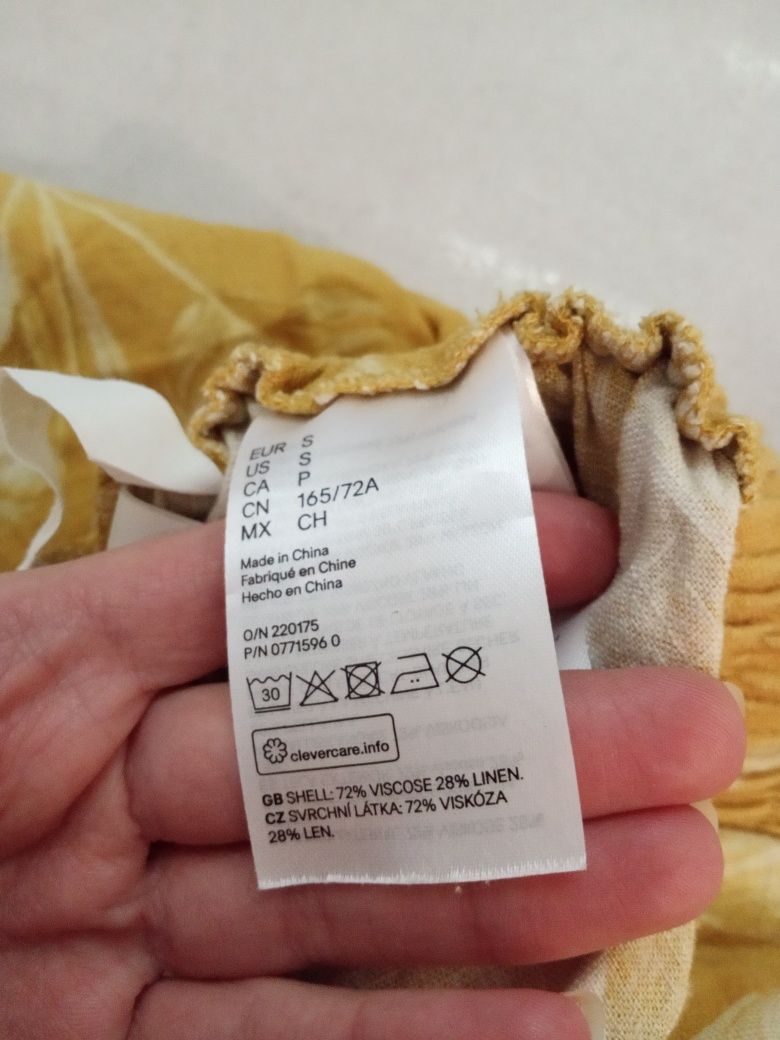 EUR S
US S
CA P
CN 165/72A
MX CH
Made in China
Fabriqué en Chine
Hecho en China
O/N 220175
P/N 0771596 0
30
clevercare.info
GB SHELL: 72% VISCOSE 28% LINEN.
CZ SVRCHNÍ LÁTKA: 72% VISKÓZA
28% LEN.